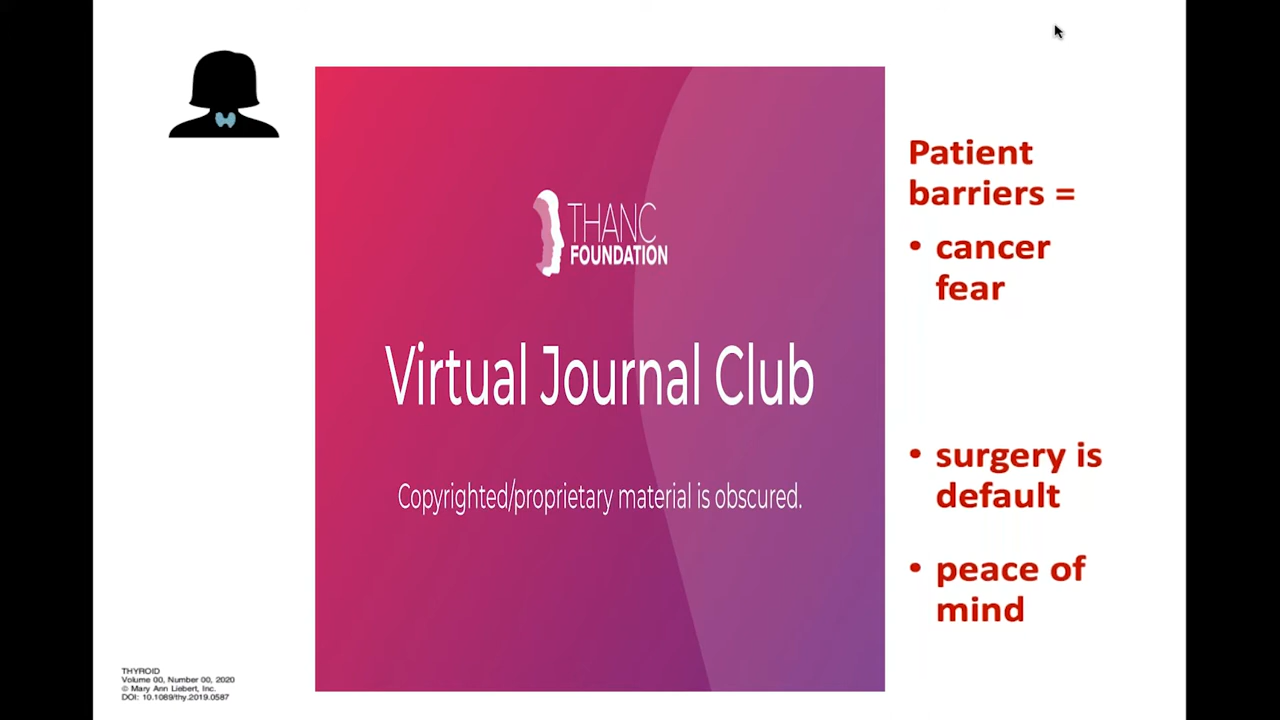 THANC
FOUNDATION
Virtual Journal Club
Copyrighted/proprietary material is obscured.
Patient
barriers =
• cancer
fear
• surgery is
default
• peace of
mind
THYROID
Volume 00, Number 00, 2020
© Mary Ann Liebert, Inc.
DOI: 10.1089/thy.2019.0587